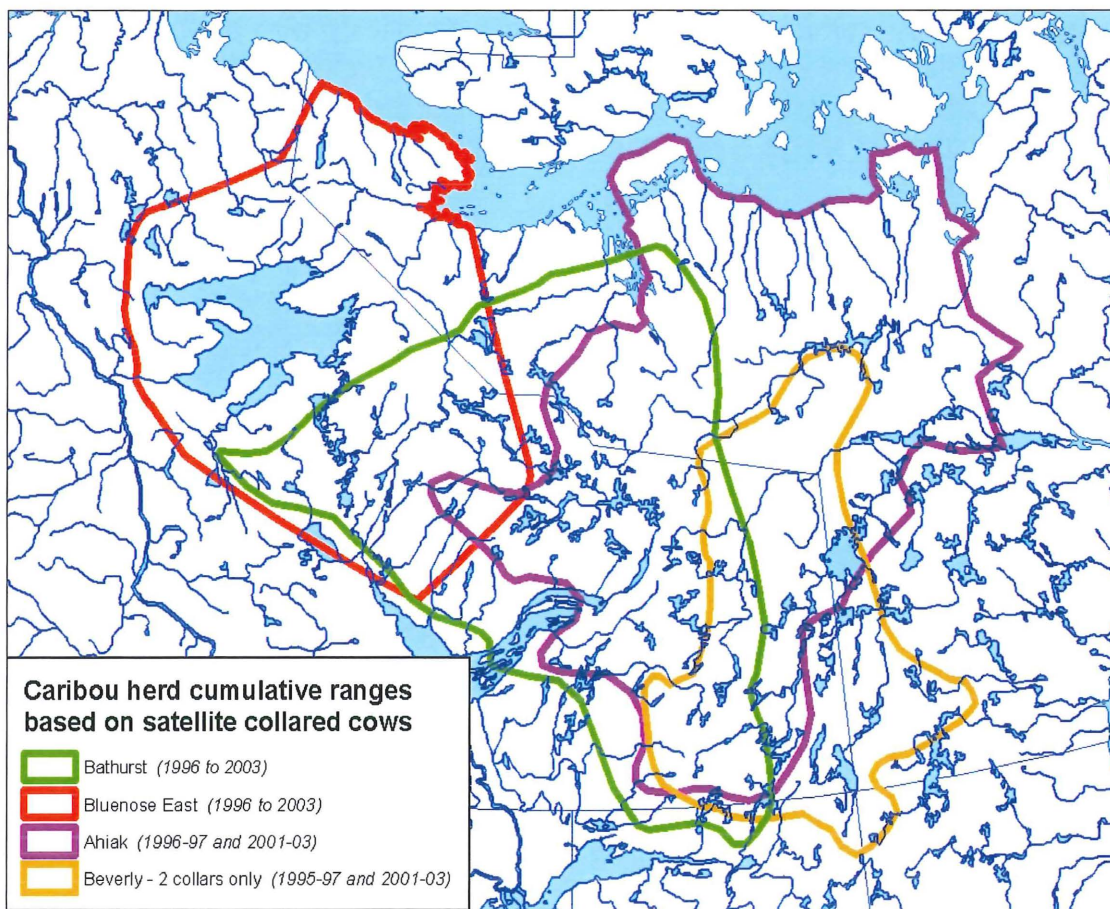 Caribou herd cumulative ranges
based on satellite collared cows
Bathurst (1996 to 2003)
Bluenose East (1996 to 2003)
Ahiak (1996-97 and 2001-03)
Beverly - 2 collars only (1995-97 and 2001-03)